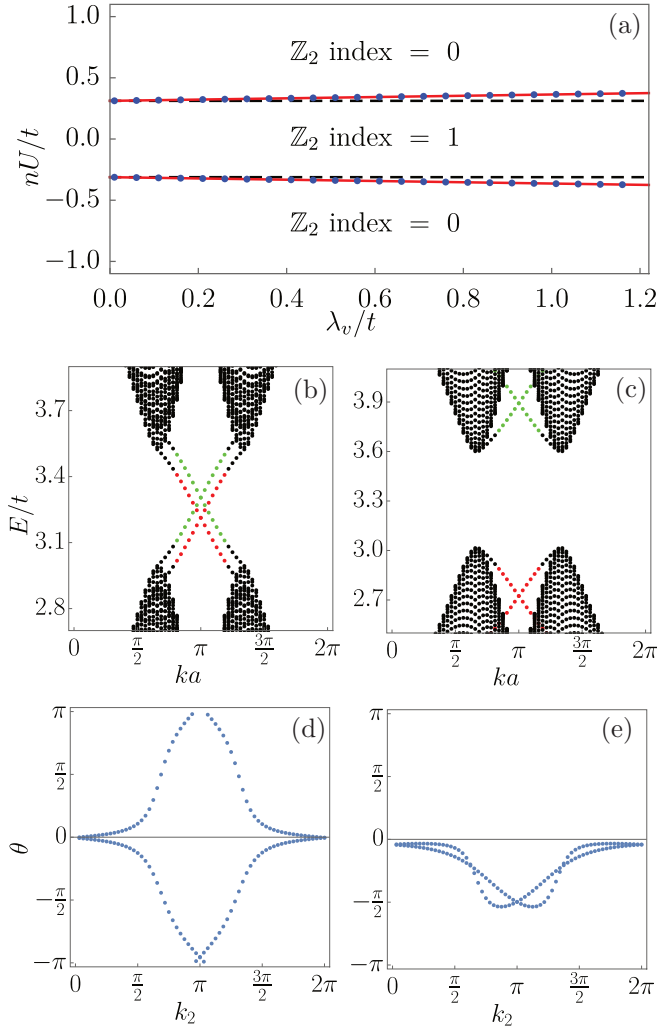 (a)
1.0
0.5
0.0
−0.5
−1.0
nU/t
ℤ₂ index = 0
ℤ₂ index = 1
ℤ₂ index = 0
0.0 0.2 0.4 0.6 0.8 1.0 1.2
λᵥ/t
(b)
3.7
3.4
3.1
2.8
E/t
0 π/2 π 3π/2 2π
ka
(c)
3.9
3.6
3.3
3.0
2.7
0 π/2 π 3π/2 2π
ka
(d)
π
π/2
0
−π/2
−π
θ
0 π/2 π 3π/2 2π
k₂
(e)
π
π/2
0
−π/2
−π
0 π/2 π 3π/2 2π
k₂